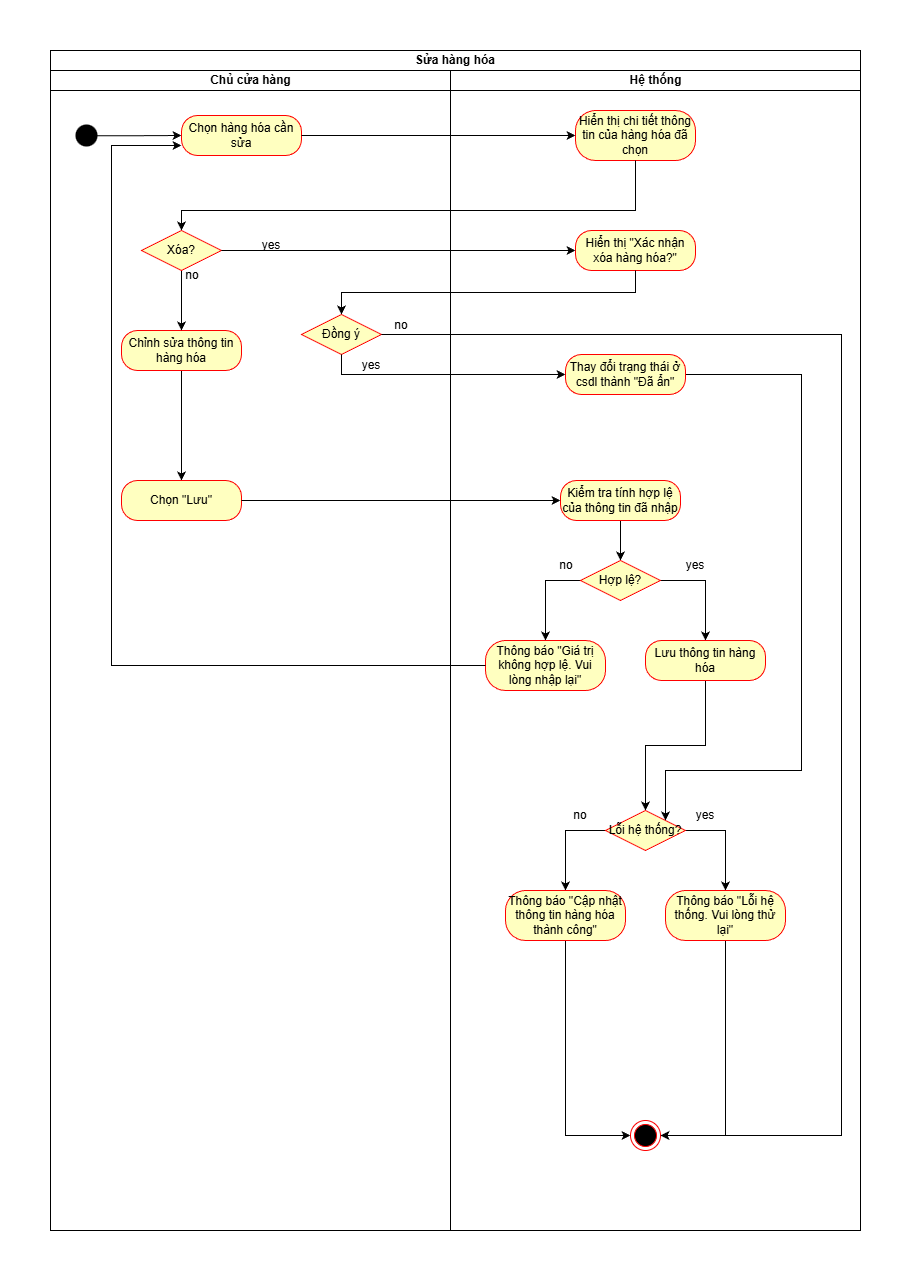 Sửa hàng hóa
Chủ cửa hàng
Hệ thống
Chọn hàng hóa cần
sửa
Hiển thị chi tiết thông
tin của hàng hóa đã
chọn
Xóa?
yes
no
Hiển thị "Xác nhận
xóa hàng hóa?"
Đồng ý
no
yes
Chỉnh sửa thông tin
hàng hóa
Thay đổi trạng thái ở
csdl thành "Đã ẩn"
Chọn "Lưu"
Kiểm tra tính hợp lệ
của thông tin đã nhập
Hợp lệ?
no
yes
Thông báo "Giá trị
không hợp lệ. Vui
lòng nhập lại"
Lưu thông tin hàng
hóa
Lỗi hệ thống?
no
yes
Thông báo "Cập nhật
thông tin hàng hóa
thành công"
Thông báo "Lỗi hệ
thống. Vui lòng thử
lại"